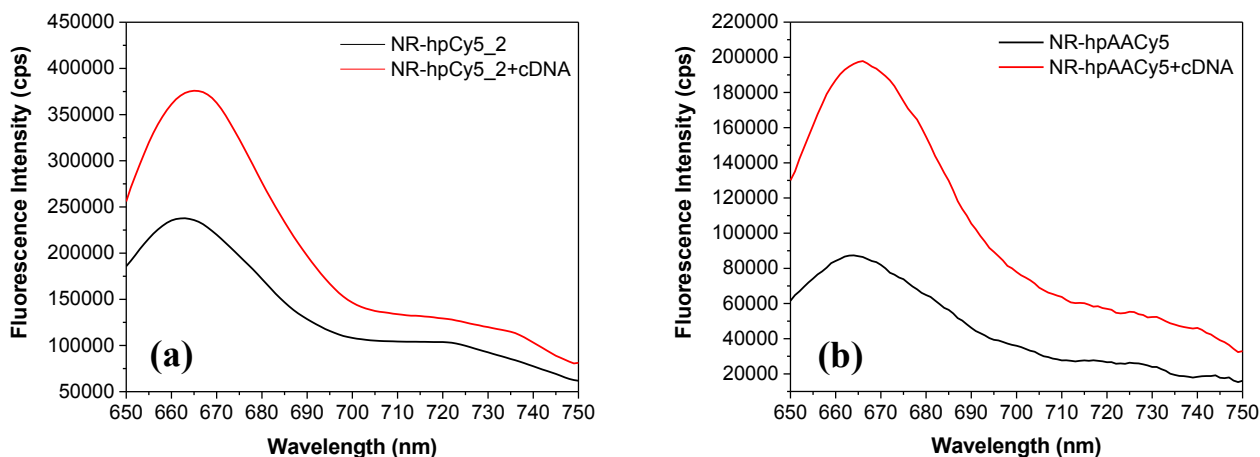 450000
400000
350000
300000
250000
200000
150000
100000
50000
Fluorescence Intensity (cps)
NR-hpCy5_2
NR-hpCy5_2+cDNA
(a)
650 660 670 680 690 700 710 720 730 740 750
Wavelength (nm)
220000
200000
180000
160000
140000
120000
100000
80000
60000
40000
20000
Fluorescence Intensity (cps)
NR-hpAACy5
NR-hpAACy5+cDNA
(b)
650 660 670 680 690 700 710 720 730 740 750
Wavelength (nm)